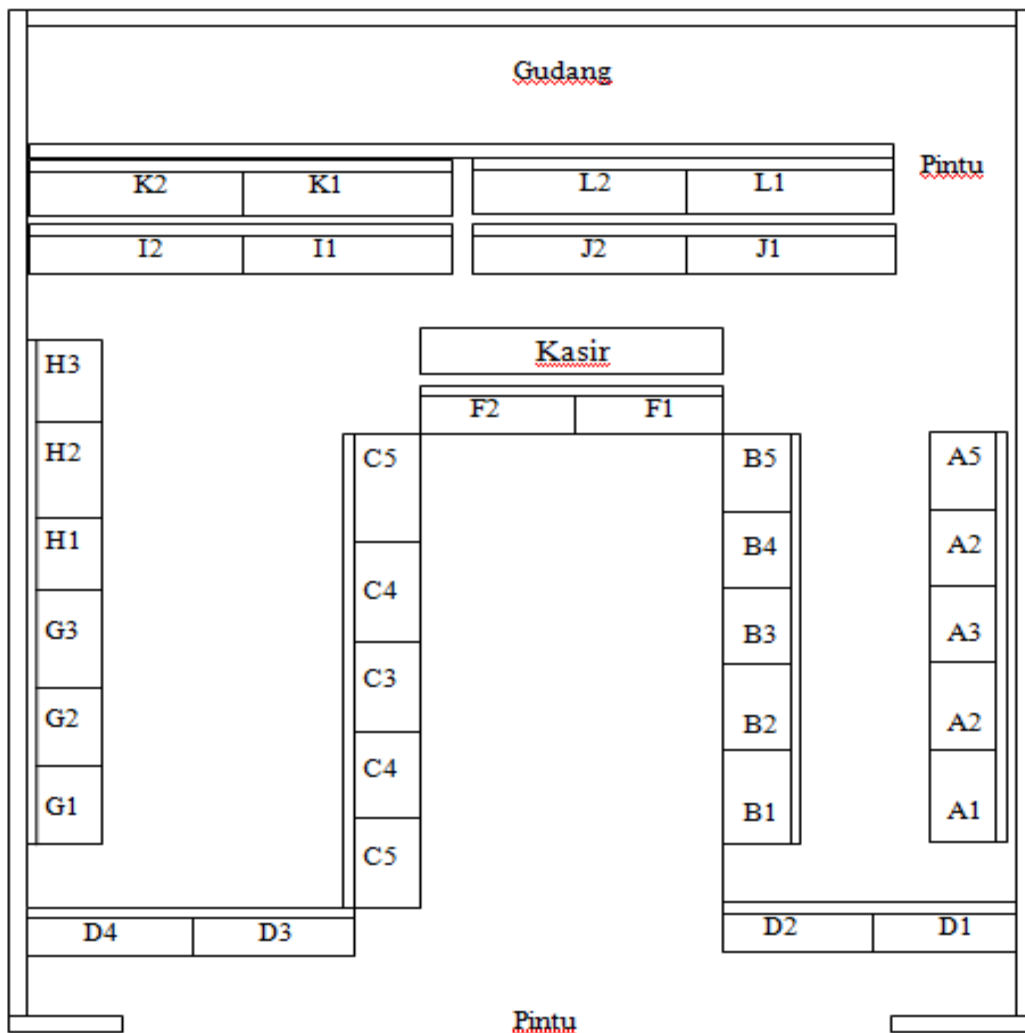 Gudang
Pintu
K2 K1 L2 L1
I2 I1 J2 J1
Kasir
H3
F2 F1
H2 C5 B5 A5
H1 B4 A2
C4
G3 B3 A3
C3
G2 B2 A2
C4
G1 B1 A1
C5
D4 D3 D2 D1
Pintu